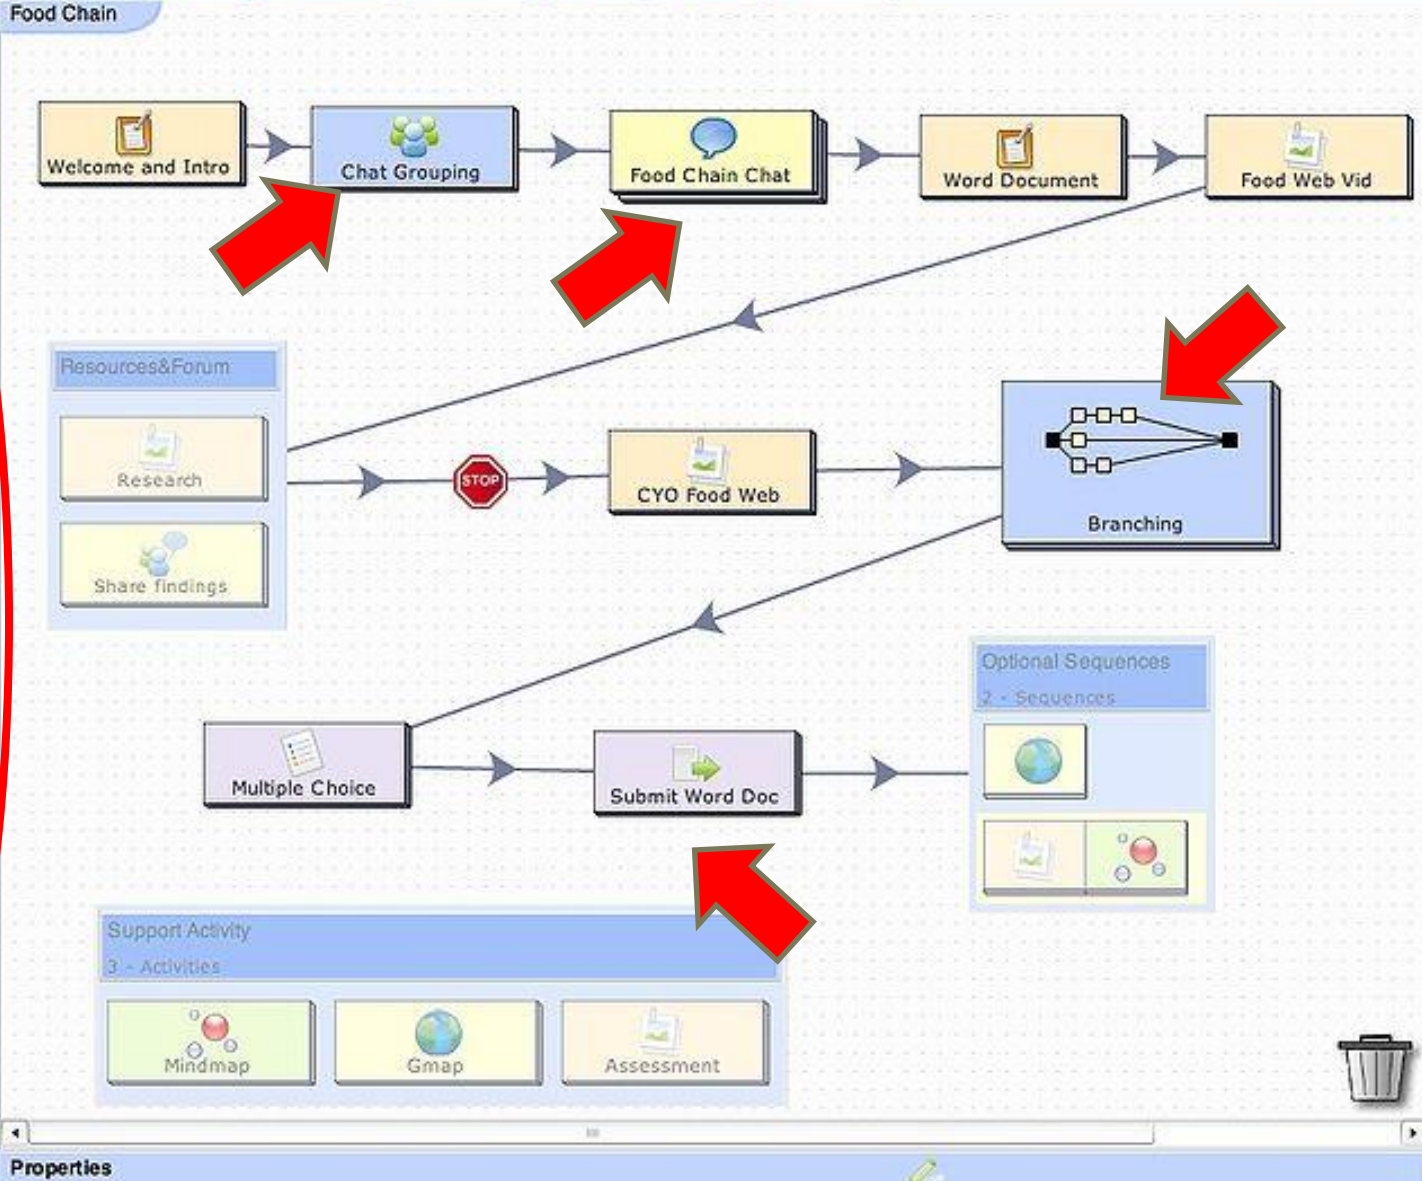 Food Chain
Welcome and Intro
Chat Grouping
Food Chain Chat
Word Document
Food Web Vid
Resources&Forum
Research
Share findings
STOP
CYO Food Web
Branching
Multiple Choice
Submit Word Doc
Optional Sequences
2 - Sequences
Support Activity
3 - Activities
Mindmap
Gmap
Assessment
Properties